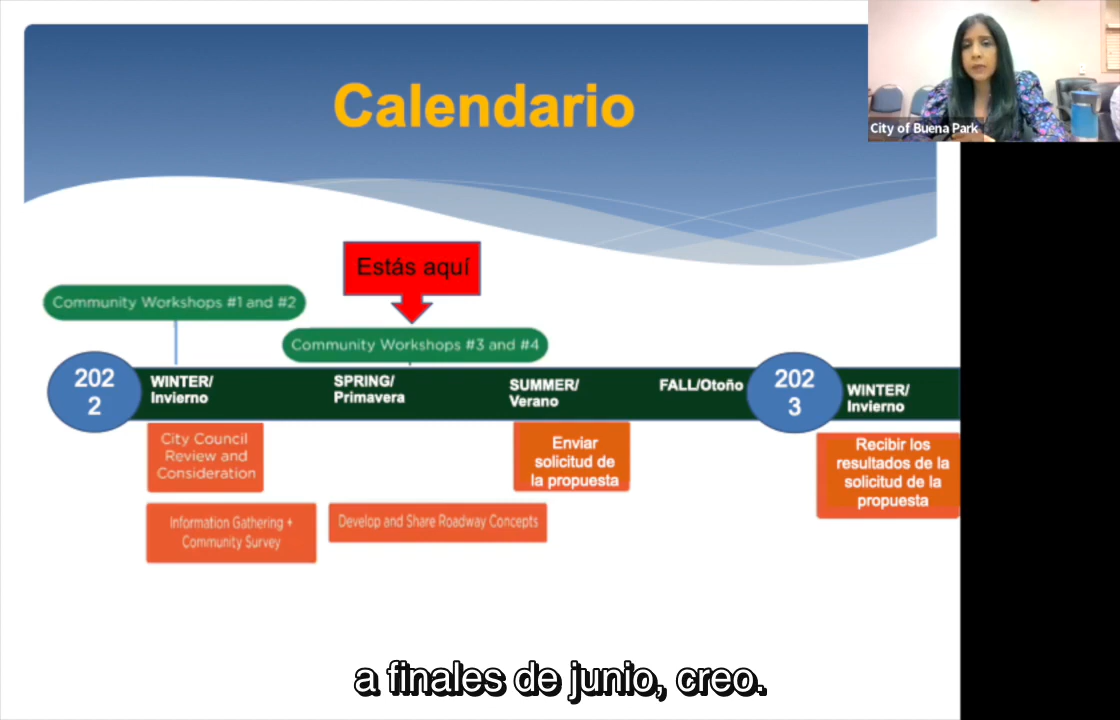 Calendario
City of Buena Park
Estás aquí
Community Workshops #1 and #2
Community Workshops #3 and #4
202
2
WINTER/
Invierno
SPRING/
Primavera
SUMMER/
Verano
FALL/Otoño
202
3
WINTER/
Invierno
City Council
Review and
Consideration
Enviar
solicitud de
la propuesta
Recibir los
resultados de la
solicitud de la
propuesta
Information Gathering +
Community Survey
Develop and Share Roadway Concepts
a finales de junio, creo.